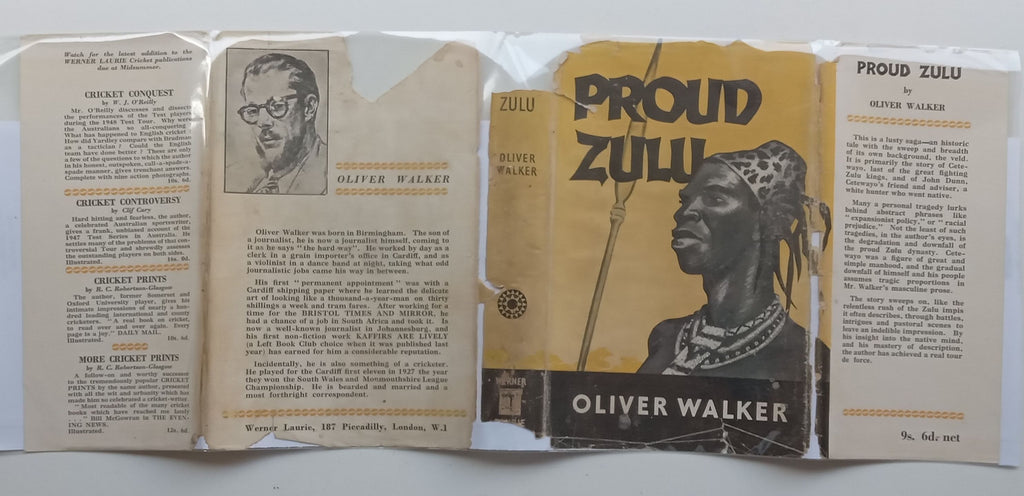 Watch for the latest addition to the
WERNER LAURIE Cricket publications
due at Midsummer.
CRICKET CONQUEST
by W. J. O'Reilly
Mr. O'Reilly discusses and dissects
the performances of the Test players
during the 1948 Test Tour. Why were
the Australians so all-conquering?
What has happened to English cricket?
How did Yardley compare with Bradman
as a tactician? Could the English
team have done better? These are only
a few of the questions to which the author
in his honest, outspoken, call-a-spade-a-
spade manner, gives trenchant answers.
Complete with nine action photographs.
10s. 6d.
CRICKET CONTROVERSY
by Clif Cary
Hard hitting and fearless, the author,
a celebrated Australian sportswriter,
gives a frank, unbiased account of the
1947 Test Series in Australia. He
settles many of the problems of that con-
troversial Tour and shrewdly assesses
the outstanding players on both sides.
Illustrated. 10s. 6d.
CRICKET PRINTS
by R. C. Robertson-Glasgow
The author, former Somerset and
Oxford University player, gives his
intimate impressions of nearly a hun-
dred leading international and county
cricketers. "A real book on cricket,
to read over and over again. Every
page is a joy." DAILY MAIL.
Illustrated. 10s. 6d.
MORE CRICKET PRINTS
by R. C. Robertson-Glasgow
A follow-on and worthy successor
to the tremendously popular CRICKET
PRINTS by the same author, presented
with all the wit and urbanity which has
made him so celebrated a cricket-writer.
"Most readable of the many cricket
books which have reached me lately
..." Bill McGowran in THE EVEN-
ING NEWS.
Illustrated. 12s. 6d.
OLIVER WALKER
Oliver Walker was born in Birmingham. The son of
a journalist, he is now a journalist himself, coming to
it as he says "the hard way". He worked by day as a
clerk in a grain importer's office in Cardiff, and as
a violinist in a dance band at night, taking what odd
journalistic jobs came his way in between.
His first "permanent appointment" was with a
Cardiff shipping paper where he learned the delicate
art of looking like a thousand-a-year-man on thirty
shillings a week and tram fares. After working for a
time for the BRISTOL TIMES AND MIRROR, he
had a chance of a job in South Africa and took it. Is
now a well-known journalist in Johannesburg, and
his first non-fiction work KAFFIRS ARE LIVELY
(a Left Book Club choice when it was published last
year) has earned for him a considerable reputation.
Incidentally, he is also something of a cricketer.
He played for the Cardiff first eleven in 1927 the year
they won the South Wales and Monmouthshire League
Championship. He is bearded and married and a
most forthright correspondent.
Werner Laurie, 187 Piccadilly, London, W.1
ZULU
OLIVER
WALKER
WERNER
PROUD
ZULU
OLIVER WALKER
PROUD ZULU
by
OLIVER WALKER
This is a lusty saga—an historic
tale with the sweep and breadth
of its own background, the veld.
It is primarily the story of Cete-
wayo, last of the great fighting
Zulu kings, and of John Dunn,
Cetewayo's friend and adviser, a
white hunter who went native.
Many a personal tragedy lurks
behind abstract phrases like
"expansionist policy," or "racial
prejudice." Not the least of such
tragedies, in the author's eyes, is
the degradation and downfall of
the proud Zulu dynasty. Cete-
wayo was a figure of great and
simple manhood, and the gradual
downfall of himself and his people
assumes tragic proportions in
Mr. Walker's masculine prose.
The story sweeps on, like the
relentless rush of the Zulu impis
it often describes, through battles,
intrigues and pastoral scenes to
leave an indelible impression. By
his insight into the native mind,
and his mastery of description,
the author has achieved a real tour
de force.
9s. 6d. net